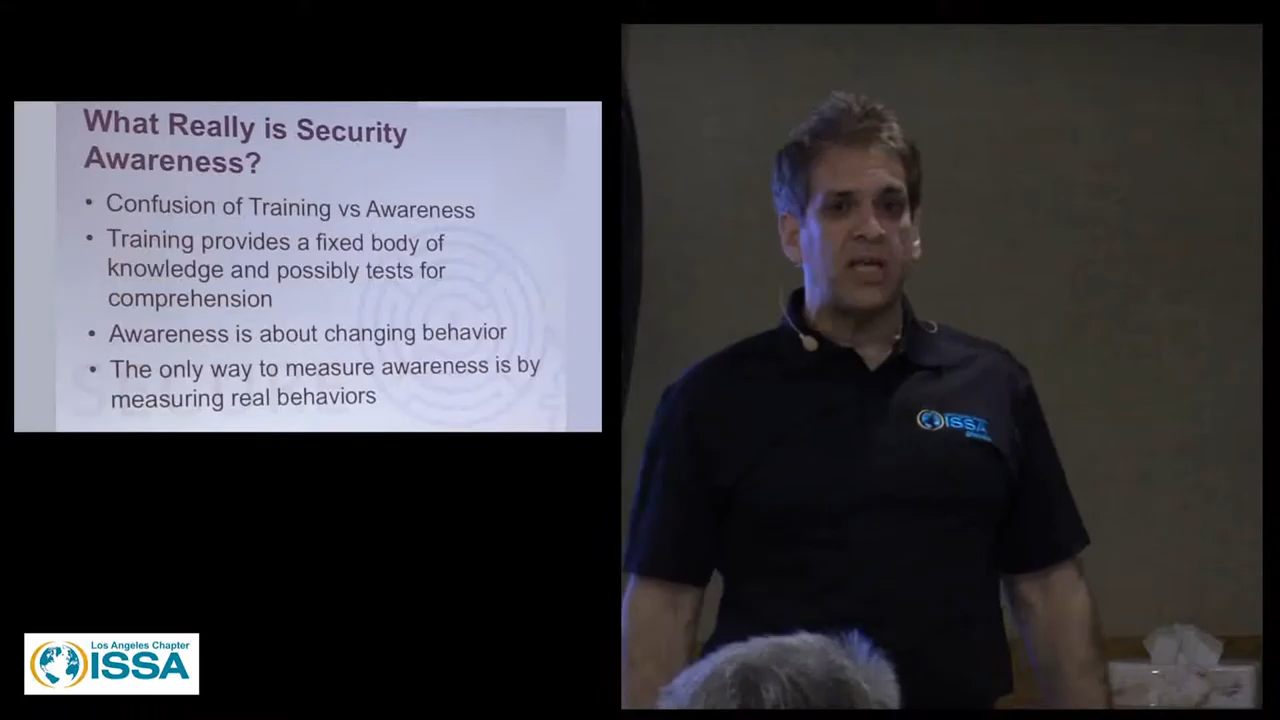 What Really is Security
Awareness?
• Confusion of Training vs Awareness
• Training provides a fixed body of
knowledge and possibly tests for
comprehension
• Awareness is about changing behavior
• The only way to measure awareness is by
measuring real behaviors
ISSA
Los Angeles Chapter
ISSA